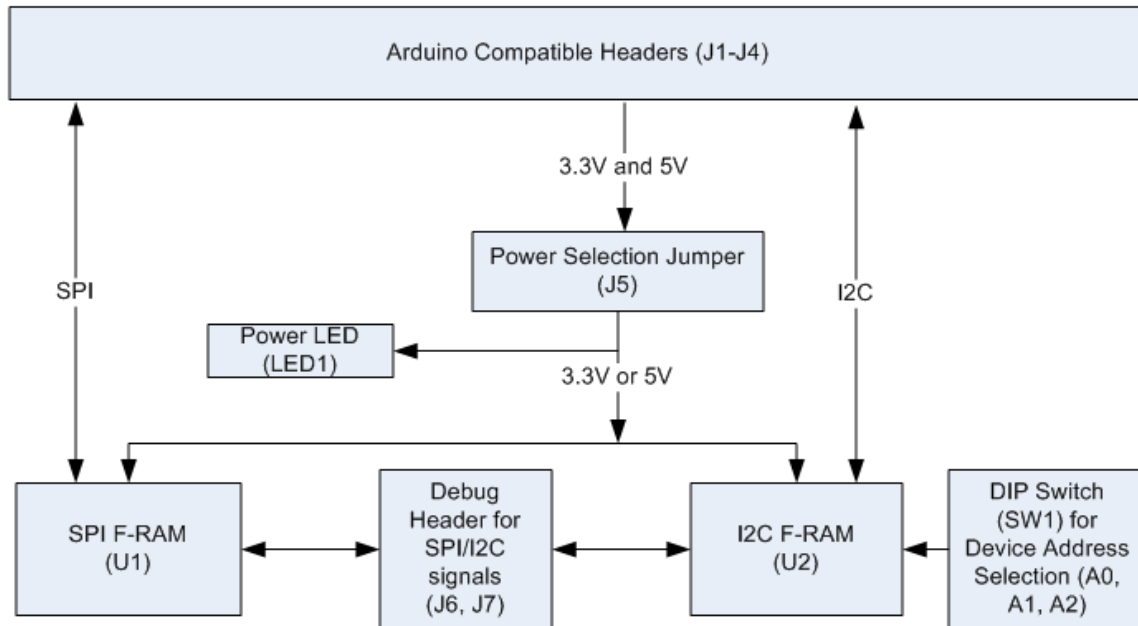 Arduino Compatible Headers (J1-J4)
3.3V and 5V
Power Selection Jumper
(J5)
SPI
I2C
Power LED
(LED1)
3.3V or 5V
SPI F-RAM
(U1)
Debug
Header for
SPI/I2C
signals
(J6, J7)
I2C F-RAM
(U2)
DIP Switch
(SW1) for
Device Address
Selection (A0,
A1, A2)